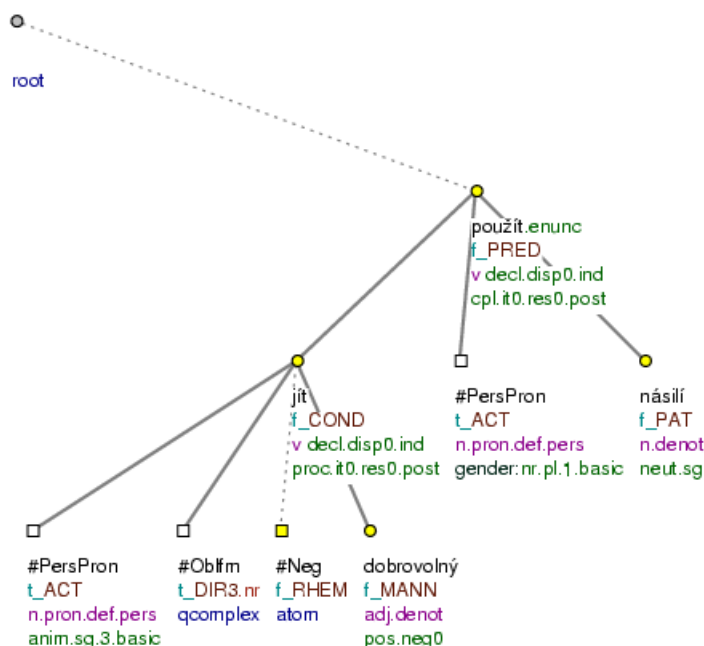 root
použít.enunc
f_PRED
v decl.disp0.ind
cpl.it0.res0.post
jít
f_COND
v decl.disp0.ind
proc.it0.res0.post
#PersPron
t_ACT
n.pron.def.pers
gender:nr.pl.1.basic
násilí
f_PAT
n.denot
neut.sg
#PersPron
t_ACT
n.pron.def.pers
anim.sg.3.basic
#Oblfm
t_DIR3.nr
qcomplex
#Neg
f_RHEM
atom
dobrovolný
f_MANN
adj.denot
pos.neg0